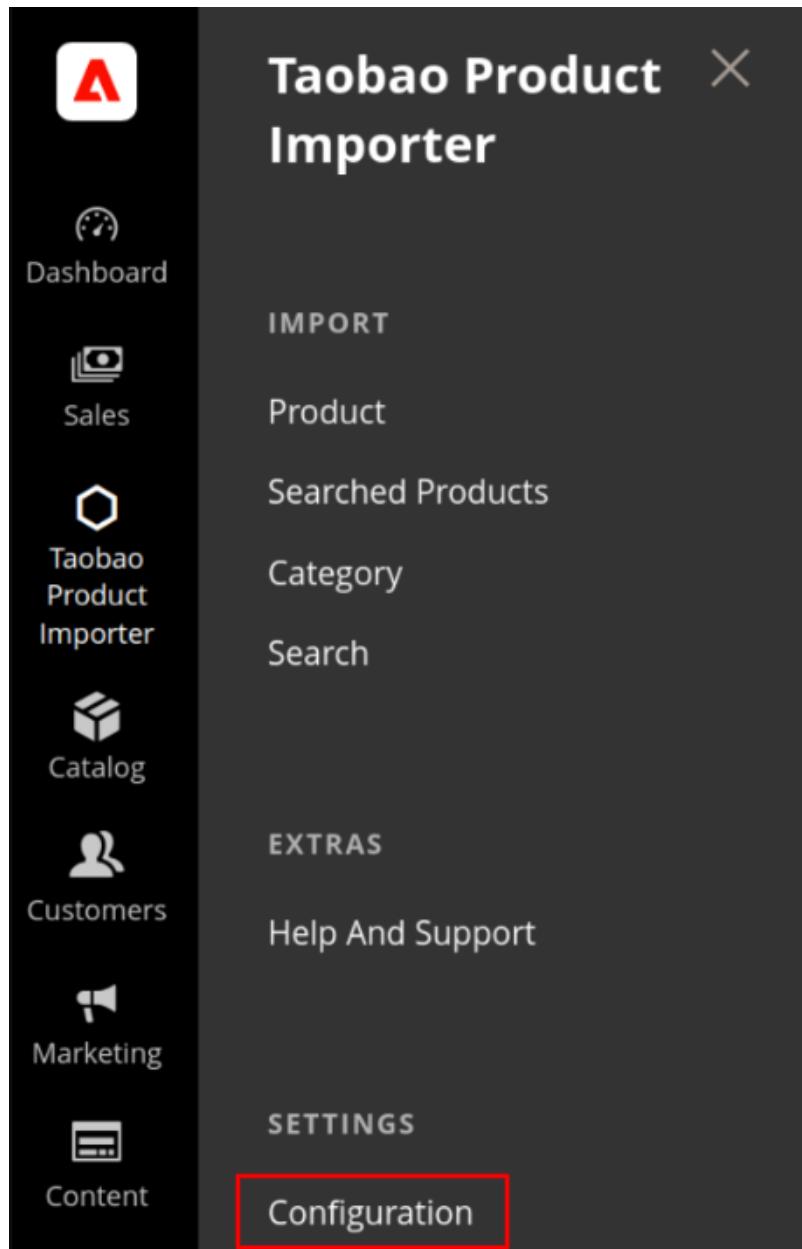 Dashboard
Sales
Taobao
Product
Importer
Catalog
Customers
Marketing
Content
Taobao Product
Importer
IMPORT
Product
Searched Products
Category
Search
EXTRAS
Help And Support
SETTINGS
Configuration